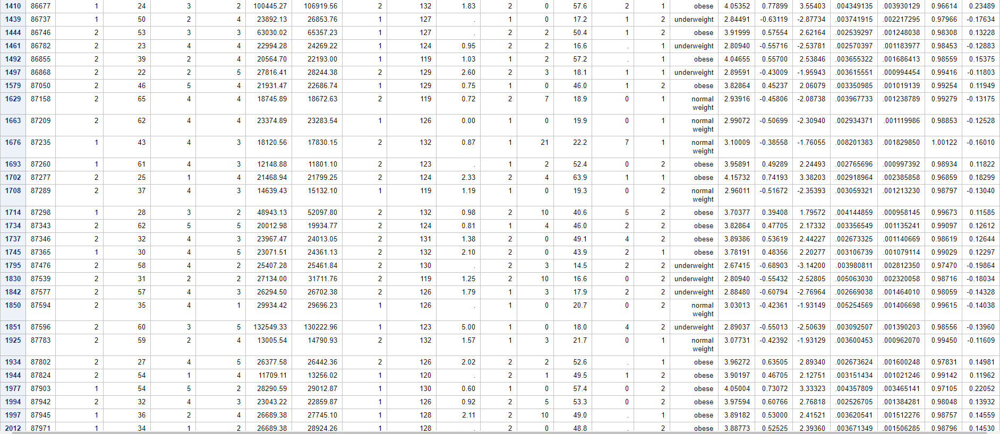 1410 86677 1 24 3 2 100445.27 106919.56 2 132 1.83 2 0 57.6 2 1 obese 4.05352 0.77899 3.55403 .004349135 .003930129 0.96614 0.23489
1439 86737 1 50 2 4 23892.13 26853.76 1 127 . 1 0 17.2 1 2 underweight 2.84491 -0.63119 -2.87734 .003741915 .002217295 0.97966 -0.17634
1444 86746 2 53 3 3 63030.02 65357.23 1 127 . 2 2 50.4 1 2 obese 3.91999 0.57554 2.62164 .002539297 .001248038 0.98308 0.13228
1461 86782 2 23 4 4 22994.28 24269.22 1 124 0.95 2 2 16.6 . 1 underweight 2.80940 -0.55716 -2.53781 .002570397 .001183977 0.98453 -0.12883
1492 86855 2 39 2 4 20564.70 22193.00 1 119 1.03 1 2 57.2 . 1 obese 4.04655 0.55700 2.53846 .003655322 .001686413 0.98559 0.15375
1497 86868 2 22 2 5 27816.41 28244.38 2 129 2.60 2 3 18.1 1 1 underweight 2.89591 -0.43009 -1.95943 .003615551 .000994454 0.99416 -0.11803
1579 87050 2 46 5 4 21931.47 22686.74 1 129 0.75 1 0 46.0 1 2 obese 3.82864 0.45237 2.06079 .003350985 .001019139 0.99254 0.11949
1629 87158 2 65 4 4 18745.89 18672.63 2 119 0.72 2 7 18.9 0 1 normal 2.93916 -0.45806 -2.08738 .003967733 .001238789 0.99279 -0.13175
weight
1663 87209 2 62 4 4 23374.89 23283.54 1 126 0.00 1 0 19.9 0 1 normal 2.99072 -0.50699 -2.30940 .002934371 .001119986 0.98853 -0.12528
weight
1676 87235 1 43 4 3 18120.56 17830.15 2 132 0.87 1 21 22.2 7 1 normal 3.10009 -0.38558 -1.76055 .008201383 .001829850 1.00122 -0.16010
weight
1693 87260 1 61 4 3 12148.88 11801.10 2 123 . 1 2 52.4 0 2 obese 3.95891 0.49289 2.24493 .002765696 .000997392 0.98934 0.11822
1702 87277 2 25 1 4 21468.94 21799.25 2 124 2.33 2 4 63.9 1 1 obese 4.15732 0.74193 3.38203 .002918964 .002385858 0.96859 0.18299
1708 87289 2 37 4 3 14639.43 15132.10 1 119 1.19 1 0 19.3 0 2 normal 2.96011 -0.51672 -2.35393 .003059321 .001213230 0.98797 -0.13040
weight
1714 87298 1 28 3 2 48943.13 52097.80 2 132 0.98 2 10 40.6 5 2 obese 3.70377 0.39408 1.79572 .004144859 .000958145 0.99673 0.11585
1734 87343 2 62 5 5 20012.98 19934.77 2 124 0.81 1 4 46.0 2 2 obese 3.82864 0.47705 2.17332 .003356549 .001135241 0.99097 0.12612
1737 87346 2 32 4 3 23967.47 24013.05 2 131 1.38 2 0 49.1 4 2 obese 3.89386 0.53619 2.44227 .002673325 .001140669 0.98619 0.12644
1745 87365 1 30 4 5 23071.51 24361.13 2 132 2.10 2 0 43.9 2 1 obese 3.78191 0.48356 2.20277 .003106739 .001079114 0.99029 0.12297
1795 87476 2 58 4 2 25407.28 25461.84 2 130 . 2 3 14.5 2 2 underweight 2.67415 -0.68903 -3.14200 .003980811 .002812350 0.97470 -0.19864
1830 87539 2 31 2 2 27134.00 31711.76 2 119 1.25 2 10 16.6 0 2 underweight 2.80940 -0.55432 -2.52805 .005063030 .002320058 0.98716 -0.18034
1842 87577 2 57 4 3 26294.50 26702.38 2 126 1.79 1 3 17.9 2 2 underweight 2.88480 -0.60794 -2.76964 .002669038 .001464010 0.98059 -0.14328
1850 87594 2 35 4 1 29934.42 29696.23 1 126 . 1 0 20.7 0 2 normal 3.03013 -0.42361 -1.93149 .005254569 .001406698 0.99615 -0.14038
weight
1851 87596 2 60 3 5 132549.33 130222.96 1 123 5.00 1 0 18.0 4 2 underweight 2.89037 -0.55013 -2.50639 .003092507 .001390203 0.98556 -0.13960
1925 87783 2 59 2 4 13005.54 14790.93 2 132 1.57 1 3 21.7 0 1 normal 3.07731 -0.42392 -1.93129 .003600453 .000962070 0.99450 -0.11609
weight
1934 87802 2 27 4 5 26377.58 26442.36 2 126 2.02 2 2 52.6 . 1 obese 3.96272 0.63505 2.89340 .002673624 .001600248 0.97831 0.14981
1944 87824 2 54 1 4 11709.11 13256.02 1 120 . 2 1 49.5 1 2 obese 3.90197 0.46705 2.12751 .003151434 .001021246 0.99142 0.11962
1977 87903 1 54 5 2 28290.59 29012.87 1 130 0.60 1 0 57.4 0 2 obese 4.05004 0.73072 3.33323 .004357809 .003465141 0.97105 0.22052
1994 87942 2 32 4 3 23043.22 22859.87 1 126 0.92 2 5 53.3 0 2 obese 3.97594 0.60766 2.76818 .002526705 .001384281 0.98048 0.13932
1997 87945 1 36 2 4 26689.38 27745.10 1 128 2.11 2 10 49.0 . 1 obese 3.89182 0.53000 2.41521 .003620541 .001512276 0.98757 0.14559
2012 87971 1 34 1 2 26689.38 28924.26 1 128 . 2 0 48.8 . 2 obese 3.88773 0.52525 2.39360 .003671349 .001506285 0.98796 0.14530